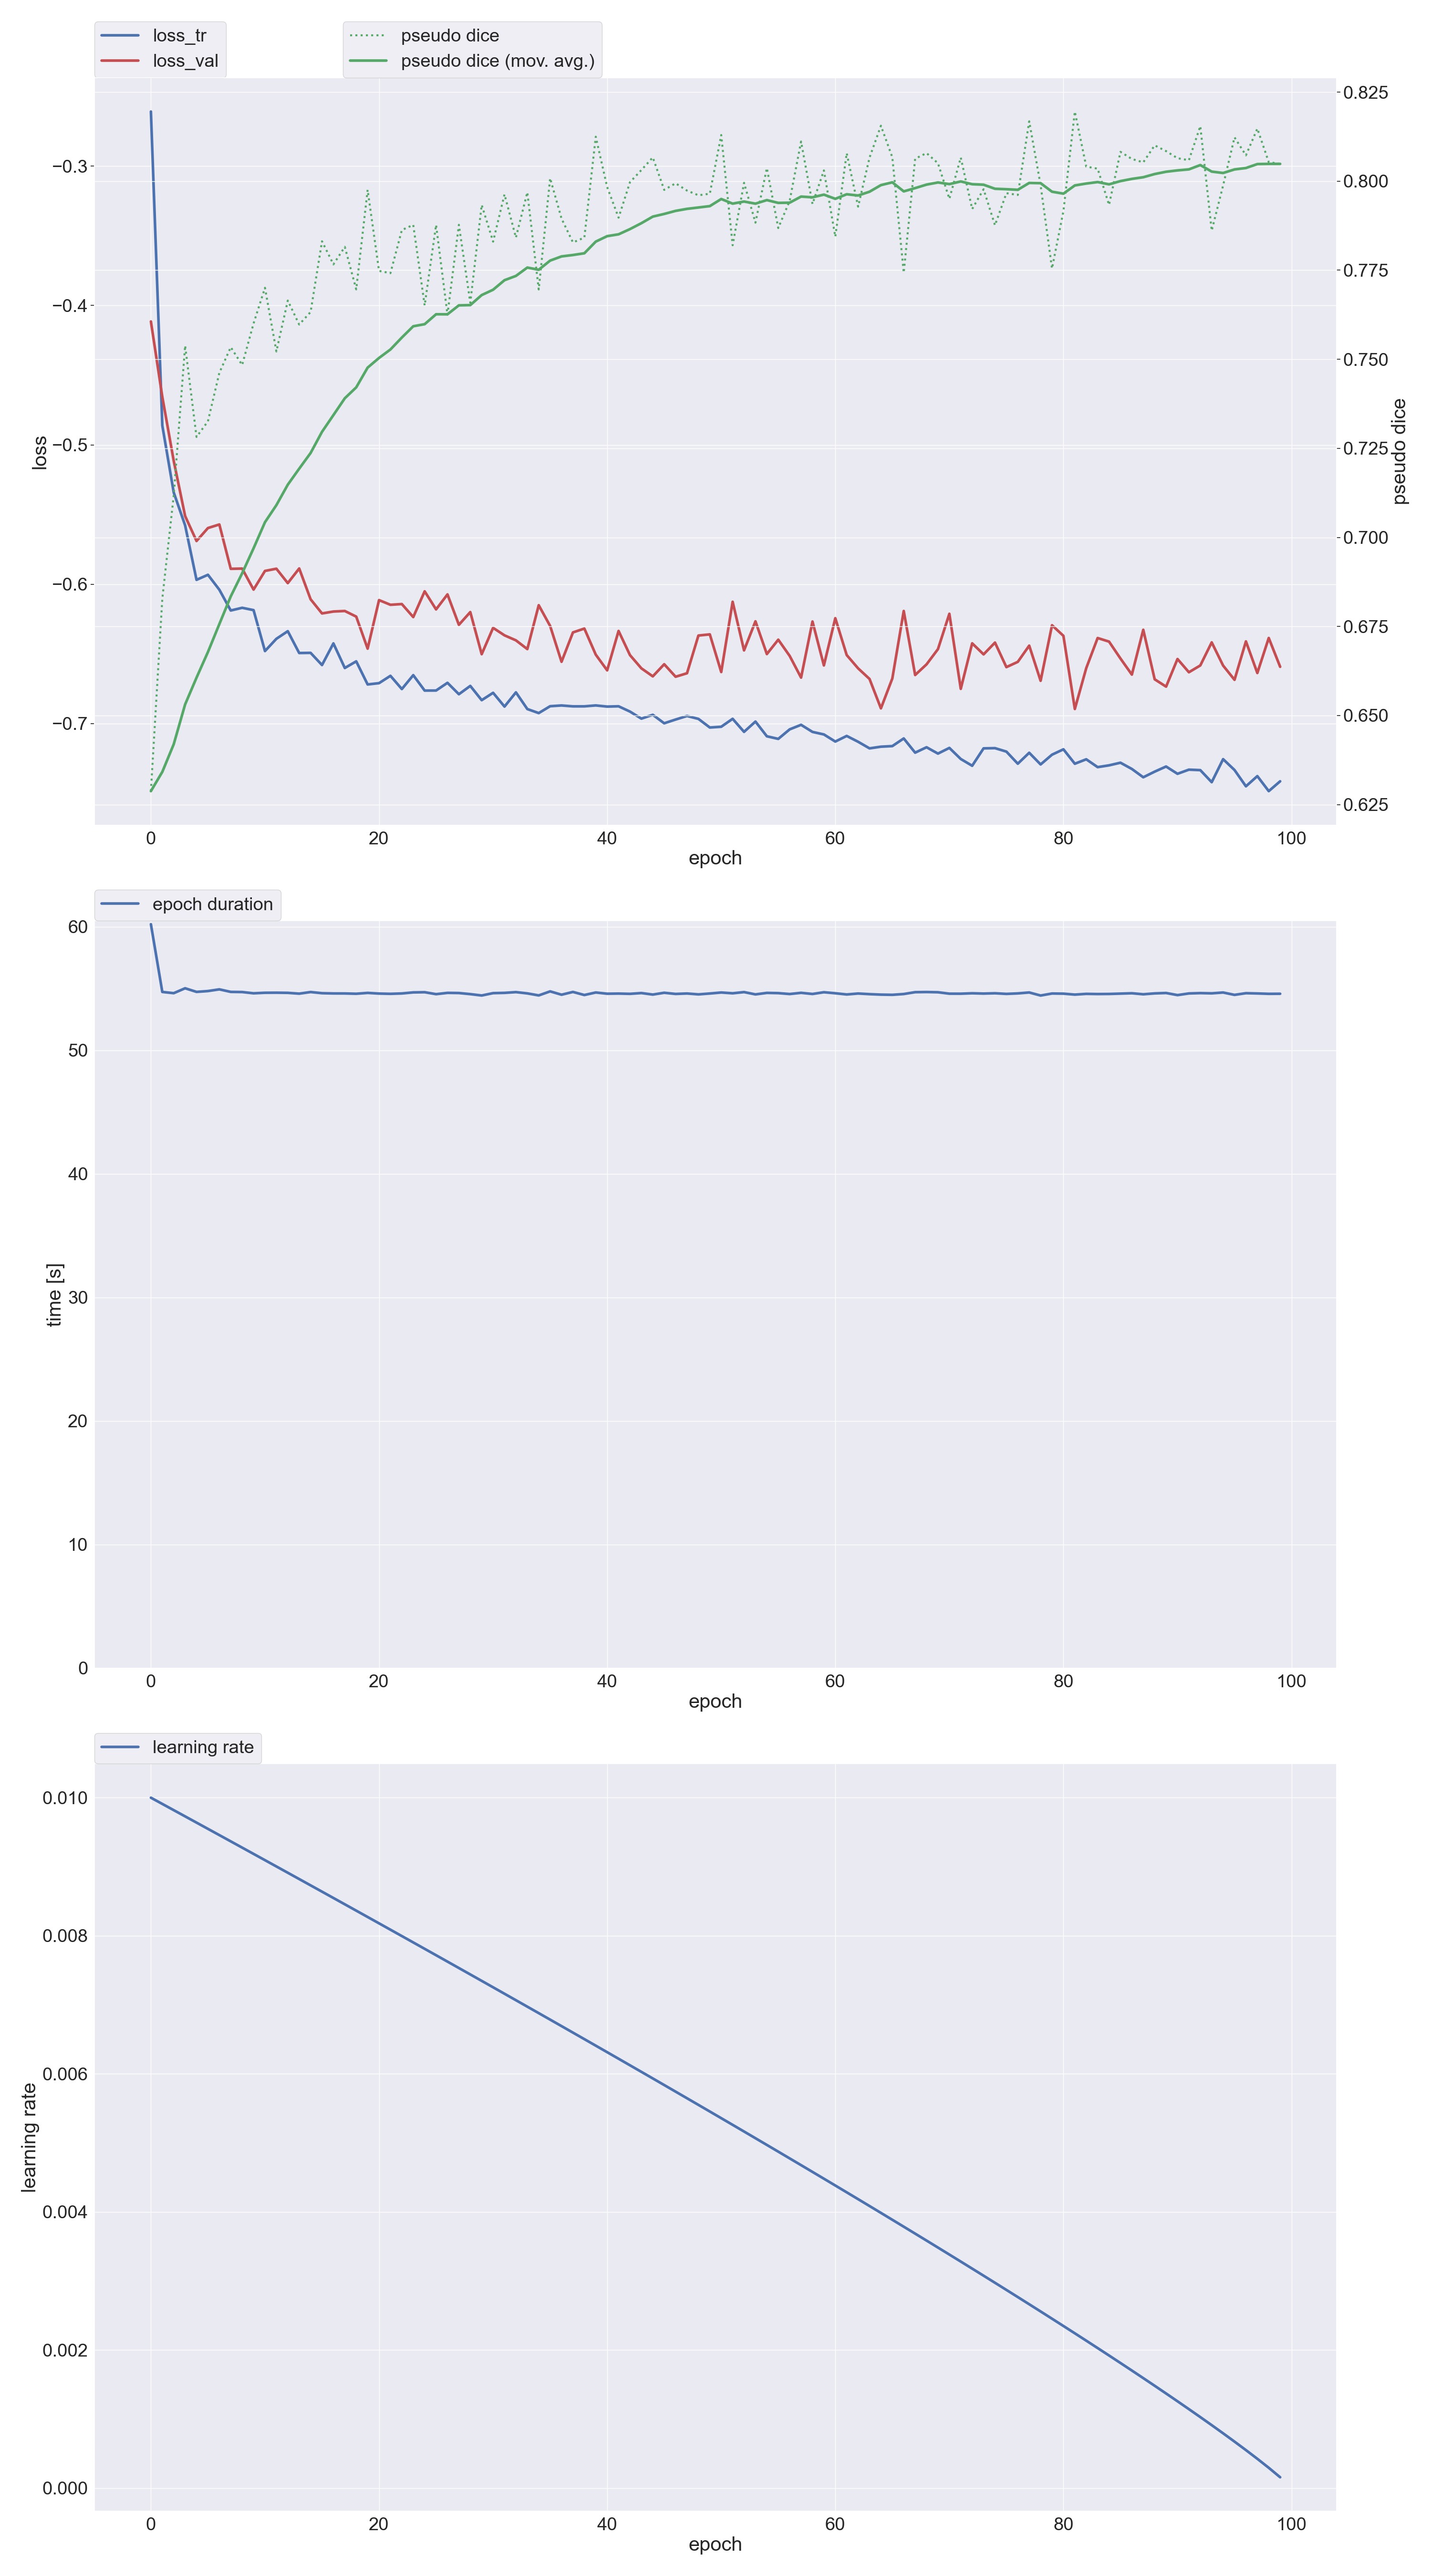 loss_tr
loss_val
pseudo dice
pseudo dice (mov. avg.)
−0.3
−0.4
−0.5
−0.6
−0.7
loss
0.825
0.800
0.775
0.750
0.725
0.700
0.675
0.650
0.625
pseudo dice
0 20 40 60 80 100
epoch
epoch duration
60
50
40
30
20
10
0
time [s]
0 20 40 60 80 100
epoch
learning rate
0.010
0.008
0.006
0.004
0.002
0.000
learning rate
0 20 40 60 80 100
epoch